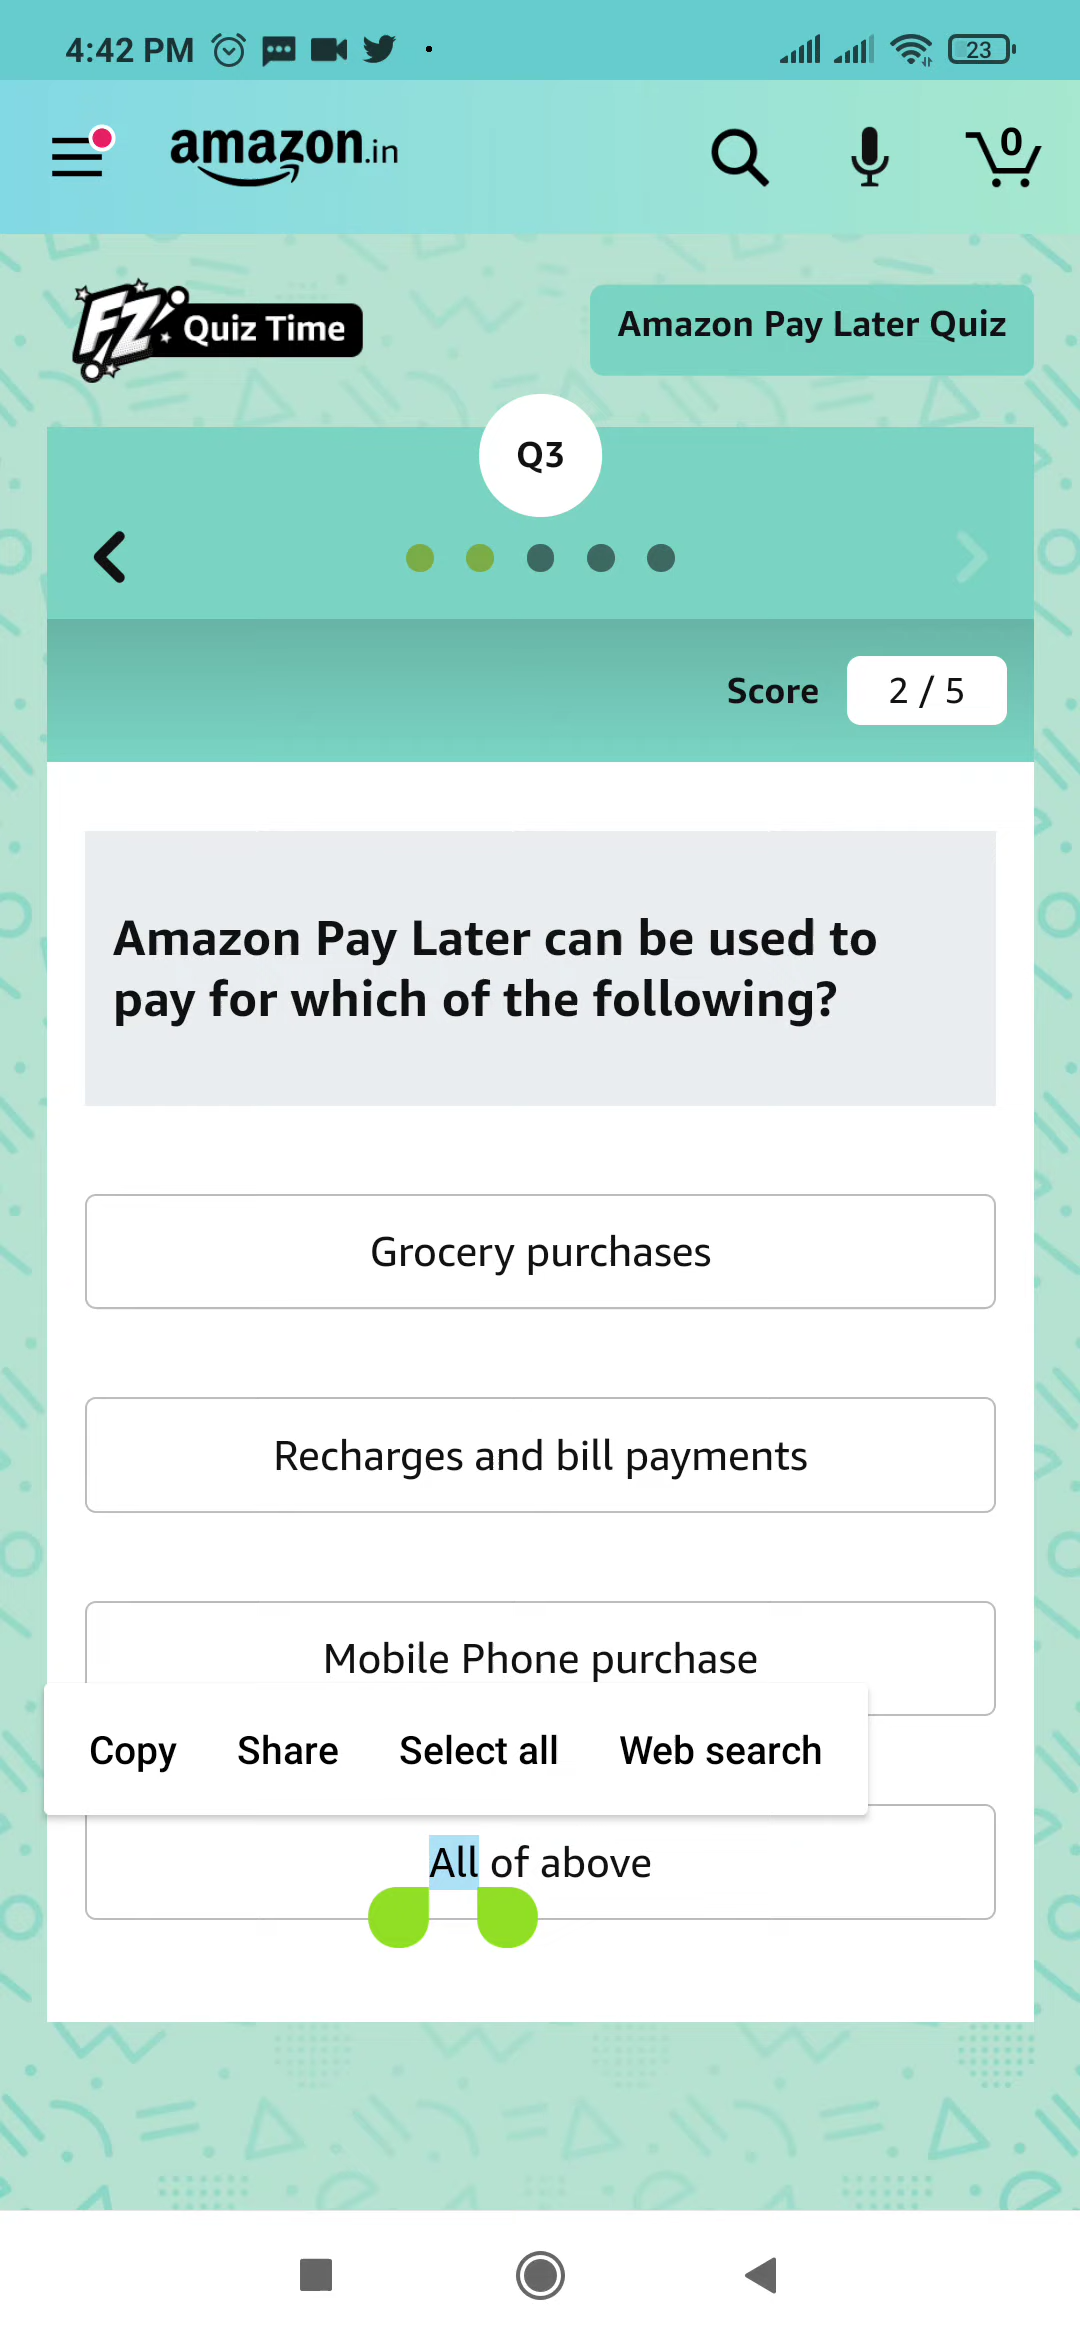 4:42 PM
23
amazon.in
0
FZ Quiz Time
Amazon Pay Later Quiz
Q3
Score 2 / 5
Amazon Pay Later can be used to
pay for which of the following?
Grocery purchases
Recharges and bill payments
Mobile Phone purchase
Copy Share Select all Web search
All of above